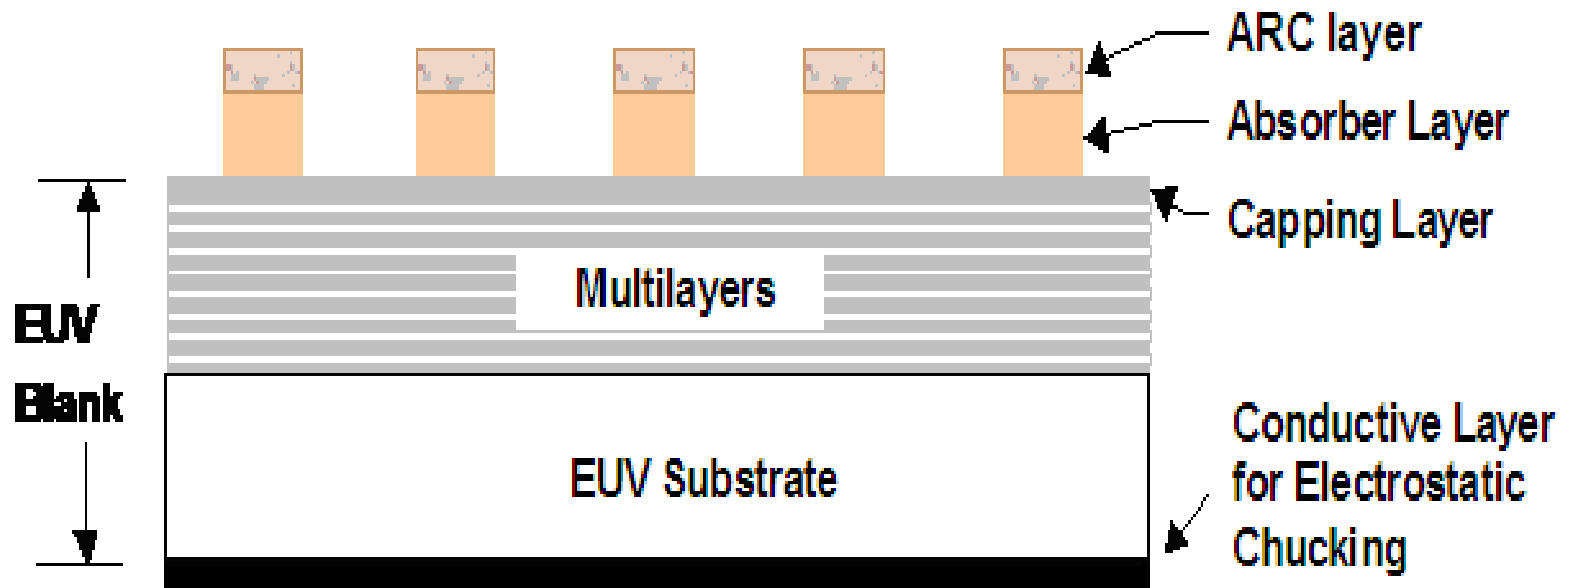 ARC layer
Absorber Layer
Capping Layer
Multilayers
EUV
Blank
EUV Substrate
Conductive Layer
for Electrostatic
Chucking